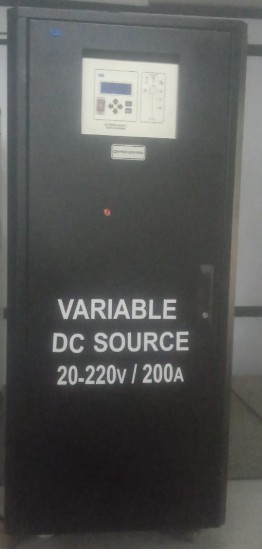 VARIABLE
DC SOURCE
20-220V / 200A